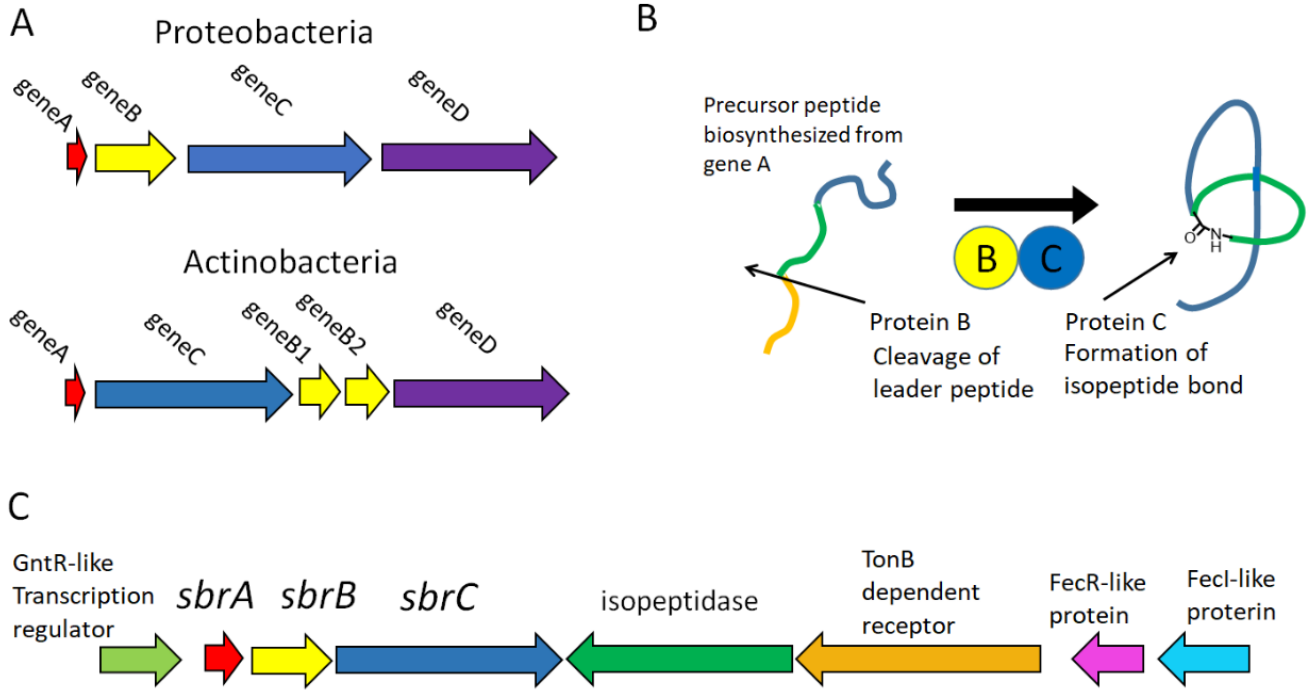 A
Proteobacteria
geneA
geneB
geneC
geneD
Actinobacteria
geneA
geneC
geneB1
geneB2
geneD
B
Precursor peptide
biosynthesized from
gene A
B
C
O
N
H
Protein B
Cleavage of
leader peptide
Protein C
Formation of
isopeptide bond
C
GntR-like
Transcription
regulator
sbrA
sbrB
sbrC
isopeptidase
TonB
dependent
receptor
FecR-like
protein
FecI-like
proterin